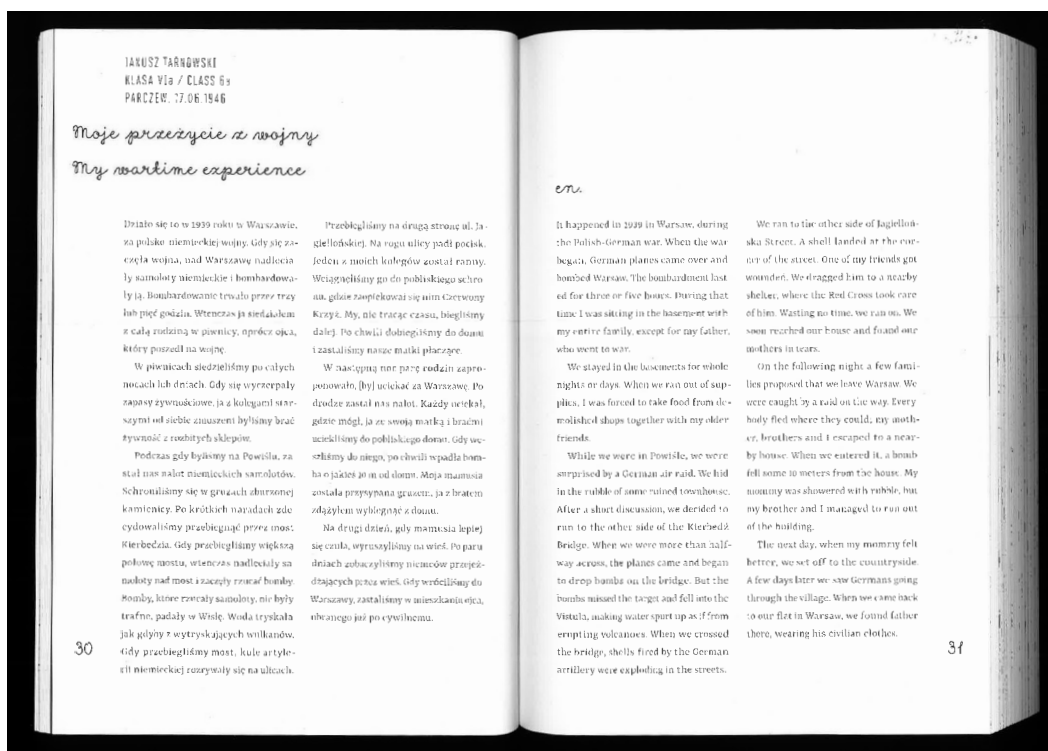 JANUSZ TARNOWSKI
KLASA VIa / CLASS 6a
PARCZEW, 17.06.1946
Moje przeżycie z wojny
My wartime experience
Działo się to w 1939 roku w Warszawie,
za polsko niemieckiej wojny. Gdy się za-
częła wojna, nad Warszawę nadlecia
ły samoloty niemieckie i bombardowa-
ły ją. Bombardowanie trwało przez trzy
lub pięć godzin. Wtenczas ja siedziałem
z całą rodziną w piwnicy, oprócz ojca,
który poszedł na wojnę.
W piwnicach siedzieliśmy po całych
nocach lub dniach. Gdy się wyczerpały
zapasy żywnościowe, ja z kolegami star-
szymi od siebie zmuszeni byliśmy brać
żywność z rozbitych sklepów.
Podczas gdy byliśmy na Powiślu, za
stał nas nalot niemieckich samolotów.
Schroniliśmy się w gruzach zburzonej
kamienicy. Po krótkich naradach zde
cydowaliśmy przebiegnąć przez most
Kierbedzia. Gdy przebiegliśmy większą
połowę mostu, wtenczas nadleciały sa
moloty nad most i zaczęły rzucać bomby.
Bomby, które rzucały samoloty, nie były
trafne, padały w Wisłę. Woda tryskała
jak gdyby z wytryskających wulkanów.
Gdy przebiegliśmy most, kule artyle-
rii niemieckiej rozrywały się na ulicach.
Przebiegliśmy na drugą stronę ul. Ja-
giellońskiej. Na rogu ulicy padł pocisk.
Jeden z moich kolegów został ranny.
Wciągnęliśmy go do pobliskiego schro
nu, gdzie zaopiekował się nim Czerwony
Krzyż. My, nie tracąc czasu, biegliśmy
dalej. Po chwili dobiegliśmy do domu
i zastaliśmy nasze matki płaczące.
W następną noc parę rodzin zapro-
ponowało, [by] uciekać za Warszawę. Po
drodze zastał nas nalot. Każdy uciekał,
gdzie mógł, ja ze swoją matką i braćmi
uciekliśmy do pobliskiego domu. Gdy we-
szliśmy do niego, po chwili wpadła bom-
ba o jakieś 10 m od domu. Moja mamusia
została przysypana gruzem, ja z bratem
zdążyłem wybiegnąć z domu.
Na drugi dzień, gdy mamusia lepiej
się czuła, wyruszyliśmy na wieś. Po paru
dniach zobaczyliśmy niemców przejeż-
dżających przez wieś. Gdy wróciliśmy do
Warszawy, zastaliśmy w mieszkaniu ojca,
ubranego już po cywilnemu.
30
en.
It happened in 1939 in Warsaw, during
the Polish-German war. When the war
began, German planes came over and
bombed Warsaw. The bombardment last
ed for three or five hours. During that
time I was sitting in the basement with
my entire family, except for my father,
who went to war.
We stayed in the basements for whole
nights or days. When we ran out of sup-
plies, I was forced to take food from de-
molished shops together with my older
friends.
While we were in Powiśle, we were
surprised by a German air raid. We hid
in the rubble of some ruined townhouse.
After a short discussion, we decided to
run to the other side of the Kierbedź
Bridge. When we were more than half-
way across, the planes came and began
to drop bombs on the bridge. But the
bombs missed the target and fell into the
Vistula, making water spurt up as if from
erupting volcanoes. When we crossed
the bridge, shells fired by the German
artillery were exploding in the streets.
We ran to the other side of Jagielloń-
ska Street. A shell landed at the cor-
ner of the street. One of my friends got
wounded. We dragged him to a nearby
shelter, where the Red Cross took care
of him. Wasting no time, we ran on. We
soon reached our house and found our
mothers in tears.
On the following night a few fami-
lies proposed that we leave Warsaw. We
were caught by a raid on the way. Every
body fled where they could, my moth-
er, brothers and I escaped to a near-
by house. When we entered it, a bomb
fell some 10 meters from the house. My
mommy was showered with rubble, but
my brother and I managed to run out
of the building.
The next day, when my mommy felt
better, we set off to the countryside.
A few days later we saw Germans going
through the village. When we came back
to our flat in Warsaw, we found father
there, wearing his civilian clothes.
31